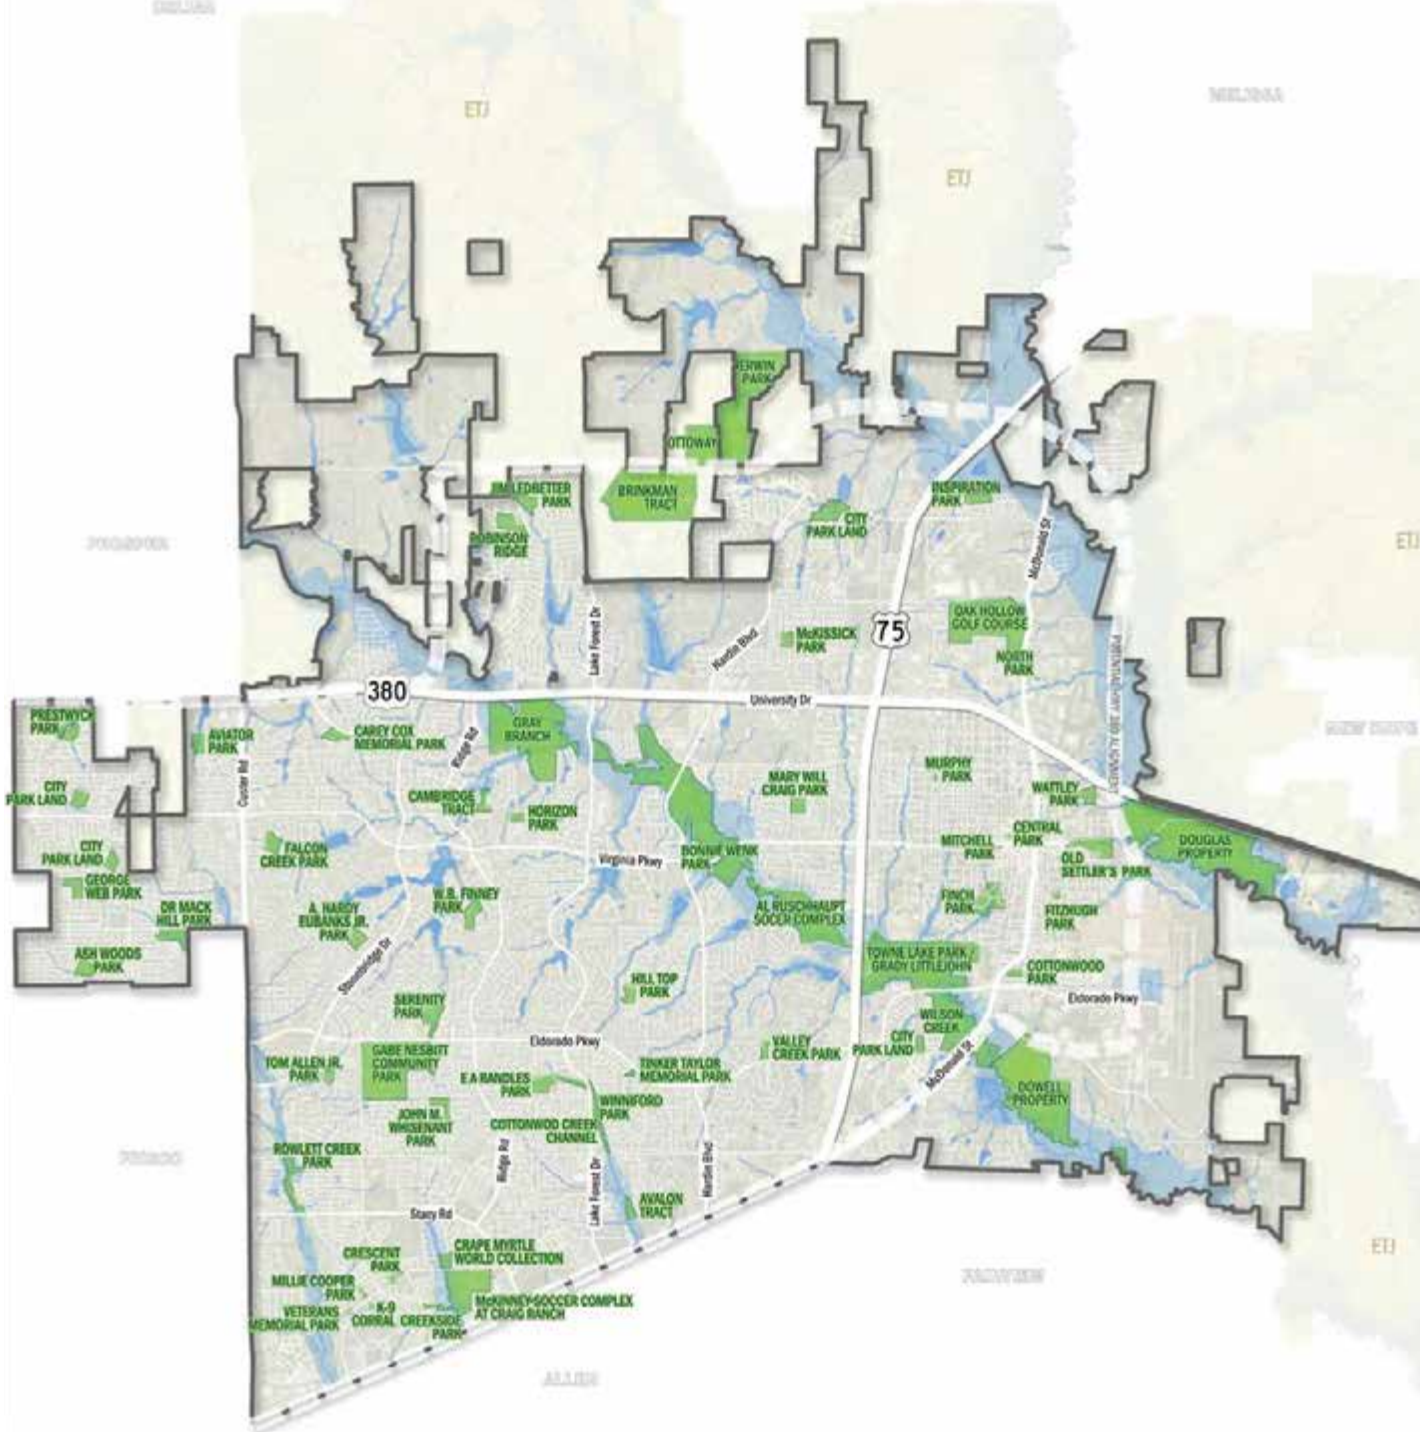 ETJ
MELISSA
ETJ
ERWIN
PARK
OTTOWAY
JIM LEDBETTER
PARK
BRINKMAN
TRACT
INSPIRATION
PARK
CITY
PARK LAND
ROBINSON
RIDGE
PROSPER
ETJ
McDonald St
OAK HOLLOW
GOLF COURSE
McKISSICK
PARK
75
NORTH
PARK
Lake Forest Dr
Hardin Blvd
380
University Dr
PRESTWYCK
PARK
AVIATOR
PARK
CAREY COX
MEMORIAL PARK
Ridge Rd
GRAY
BRANCH
Custer Rd
CITY
PARK LAND
CAMBRIDGE
TRACT
HORIZON
PARK
MARY WILL
CRAIG PARK
MURPHY
PARK
WATTLEY
PARK
CITY
PARK LAND
FALCON
CREEK PARK
Virginia Pkwy
BONNIE WENK
PARK
MITCHELL
PARK
CENTRAL
PARK
OLD
SETTLER'S PARK
DOUGLAS
PROPERTY
GEORGE
WEB PARK
DR MACK
HILL PARK
A. HARDY
EUBANKS JR.
PARK
W.B. FINNEY
PARK
AL RUSCHHAUPT
SOCER COMPLEX
FINCH
PARK
FITZHUGH
PARK
ASH WOODS
PARK
Stonebridge Dr
TOWNE LAKE PARK /
GRADY LITTLEJOHN
COTTONWOOD
PARK
Eldorado Pkwy
HILL TOP
PARK
SERENITY
PARK
WILSON
CREEK
CITY
PARK LAND
Eldorado Pkwy
VALLEY
CREEK PARK
McDonald St
TOM ALLEN JR.
PARK
GABE NESBITT
COMMUNITY
PARK
E A RANDLES
PARK
TINKER TAYLOR
MEMORIAL PARK
DOWELL
PROPERTY
JOHN M.
WHISENANT
PARK
WINNIFORD
PARK
COTTONWOD CREEK
CHANNEL
ROWLETT CREEK
PARK
Ridge Rd
Lake Forest Dr
Hardin Blvd
AVALON
TRACT
Stacy Rd
CRESCENT
PARK
CRAPE MYRTLE
WORLD COLLECTION
MILLIE COOPER
PARK
VETERANS
MEMORIAL PARK
K-9
CORRAL
CREEKSIDE
PARK
McKINNEY SOCCER COMPLEX
AT CRAIG RANCH
FRISCO
FAIRVIEW
ETJ
ALLEN